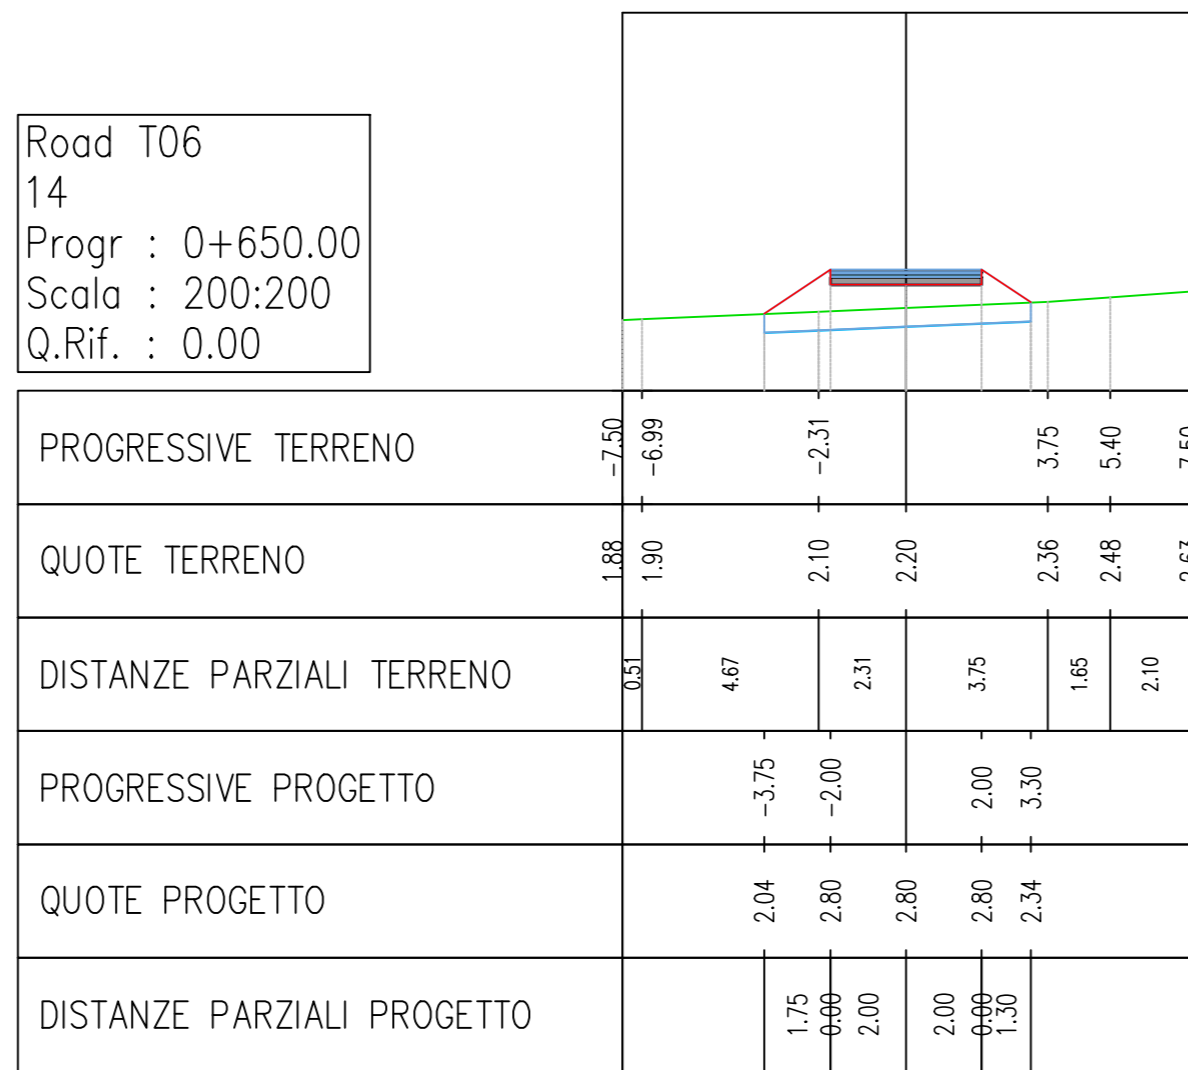 Road T06
14
Progr : 0+650.00
Scala : 200:200
Q.Rif. : 0.00
PROGRESSIVE TERRENO -7.50 -6.99 -2.31 3.75 5.40 7.50
QUOTE TERRENO 1.88 1.90 2.10 2.20 2.36 2.48 2.63
DISTANZE PARZIALI TERRENO 0.51 4.67 2.31 3.75 1.65 2.10
PROGRESSIVE PROGETTO -3.75 -2.00 2.00 3.30
QUOTE PROGETTO 2.04 2.80 2.80 2.80 2.34
DISTANZE PARZIALI PROGETTO 1.75 0.00 2.00 2.00 0.00 1.30